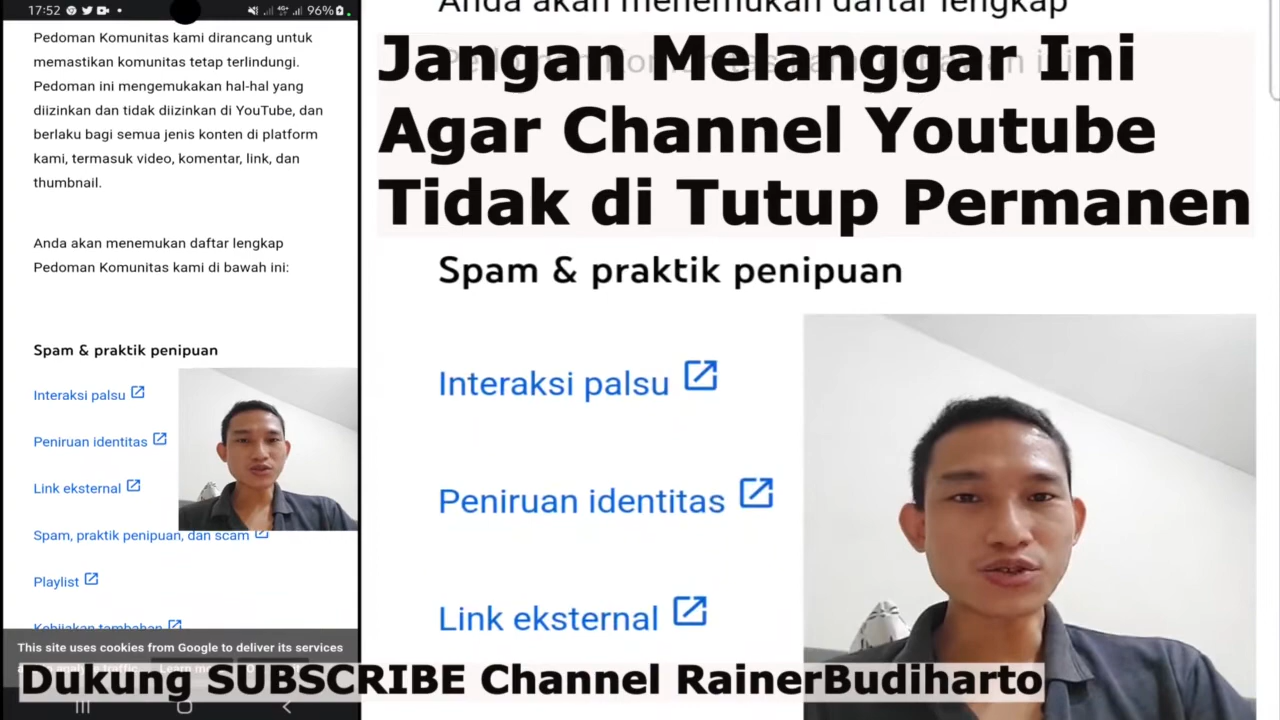 17:52
96%
Pedoman Komunitas kami dirancang untuk
memastikan komunitas tetap terlindungi.
Pedoman ini mengemukakan hal-hal yang
diizinkan dan tidak diizinkan di YouTube, dan
berlaku bagi semua jenis konten di platform
kami, termasuk video, komentar, link, dan
thumbnail.
Anda akan menemukan daftar lengkap
Pedoman Komunitas kami di bawah ini:
Spam & praktik penipuan
Interaksi palsu
Peniruan identitas
Link eksternal
Spam, praktik penipuan, dan scam
Playlist
Kebijakan tambahan
This site uses cookies from Google to deliver its services
Anda akan menemukan daftar lengkap
Jangan Melanggar Ini
Agar Channel Youtube
Tidak di Tutup Permanen
Spam & praktik penipuan
Interaksi palsu
Peniruan identitas
Link eksternal
Dukung SUBSCRIBE Channel RainerBudiharto